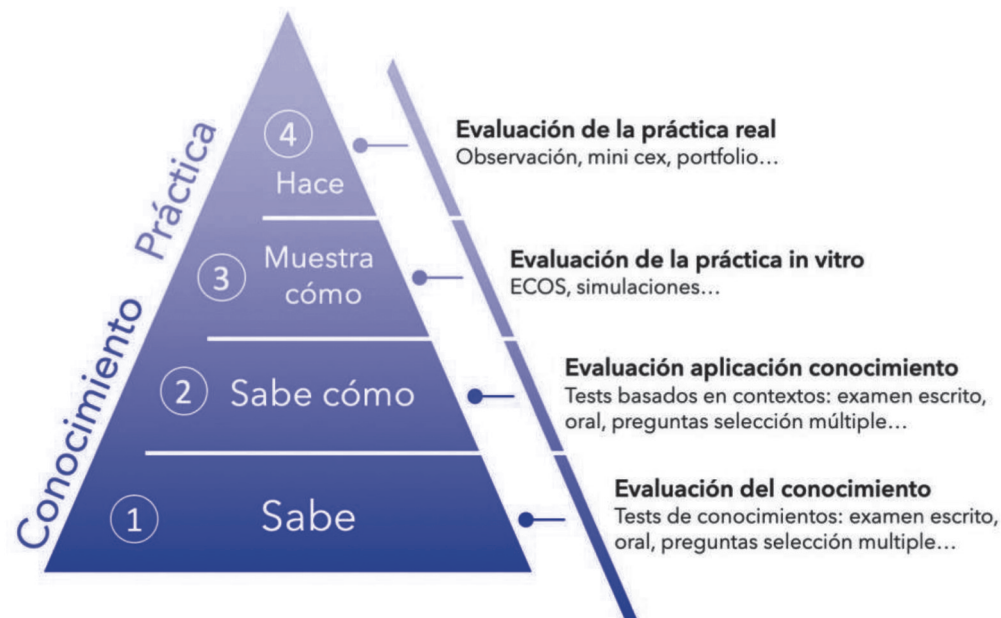 Práctica
Conocimiento
4
Hace
Evaluación de la práctica real
Observación, mini cex, portfolio...
3
Muestra
cómo
Evaluación de la práctica in vitro
ECOS, simulaciones...
2
Sabe cómo
Evaluación aplicación conocimiento
Tests basados en contextos: examen escrito,
oral, preguntas selección múltiple...
1
Sabe
Evaluación del conocimiento
Tests de conocimientos: examen escrito,
oral, preguntas selección multiple...